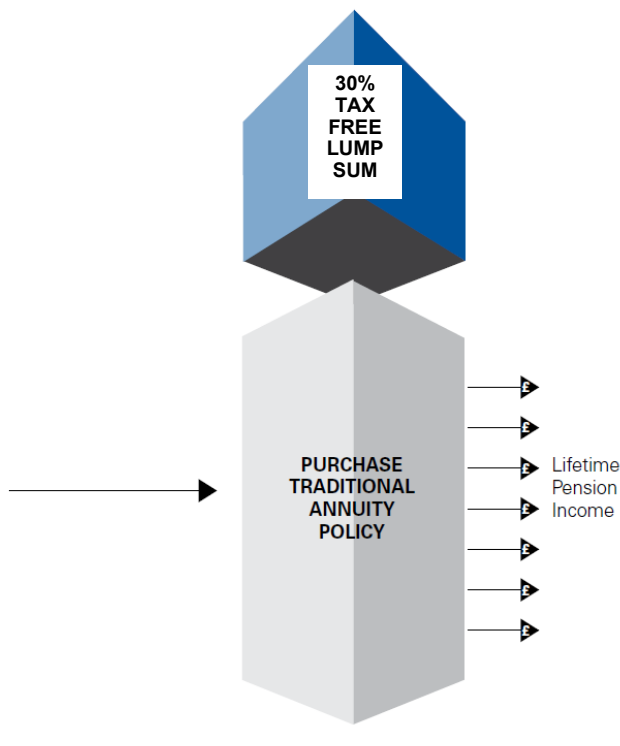 30%
TAX
FREE
LUMP
SUM
PURCHASE
TRADITIONAL
ANNUITY
POLICY
£
£
£
£
£
£
£
Lifetime
Pension
Income